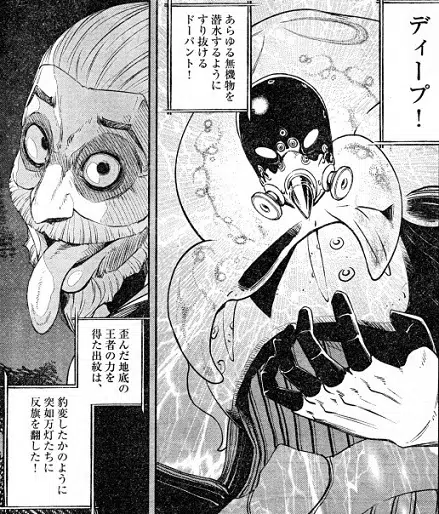 ディープ！
あらゆる無機物を
潜水するように
すり抜ける
ドーパント！
歪んだ地底の
王者の力を
得た出紋は、
豹変したかのように
突如万灯たちに
反旗を翻した！